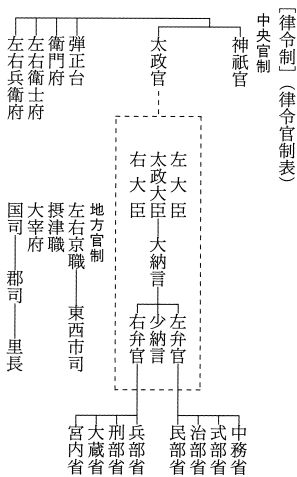 ［律令制］（律令官制表）
中央官制
神祇官
太政官
左大臣
太政大臣
右大臣
大納言
左弁官
少納言
右弁官
中務省
式部省
治部省
民部省
兵部省
刑部省
大蔵省
宮内省
弾正台
衛門府
左右衛士府
左右兵衛府
地方官制
左右京職
東西市司
摂津職
大宰府
国司
郡司
里長